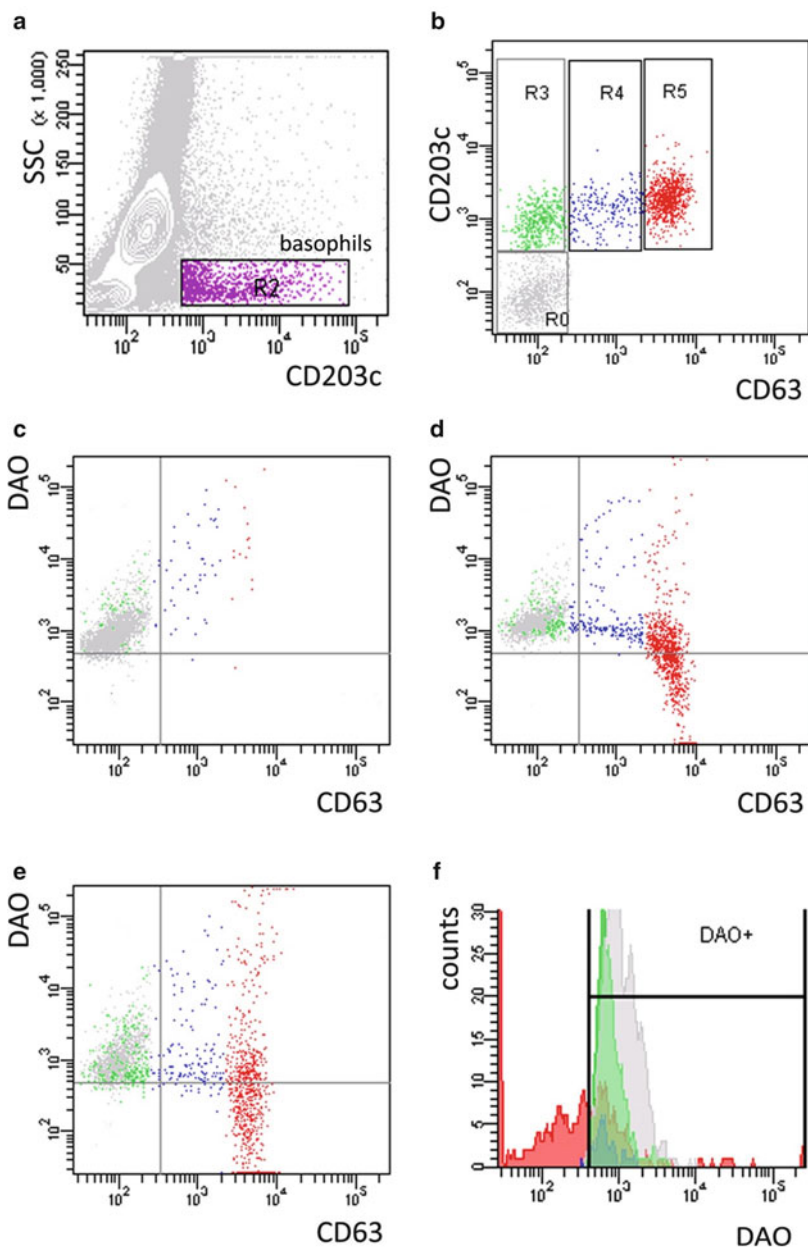 a
250
200
150
100
50
SSC (x 1,000)
basophils
R2
10² 10³ 10⁴ 10⁵
CD203c
b
10⁵
10⁴
10³
10²
CD203c
R3 R4 R5
R0
10² 10³ 10⁴ 10⁵
CD63
c
DAO
10⁵
10⁴
10³
10²
10² 10³ 10⁴ 10⁵
CD63
d
DAO
10⁵
10⁴
10³
10²
10² 10³ 10⁴ 10⁵
CD63
e
DAO
10⁵
10⁴
10³
10²
10² 10³ 10⁴ 10⁵
CD63
f
counts
30
25
20
15
10
5
0
DAO+
10² 10³ 10⁴ 10⁵
DAO